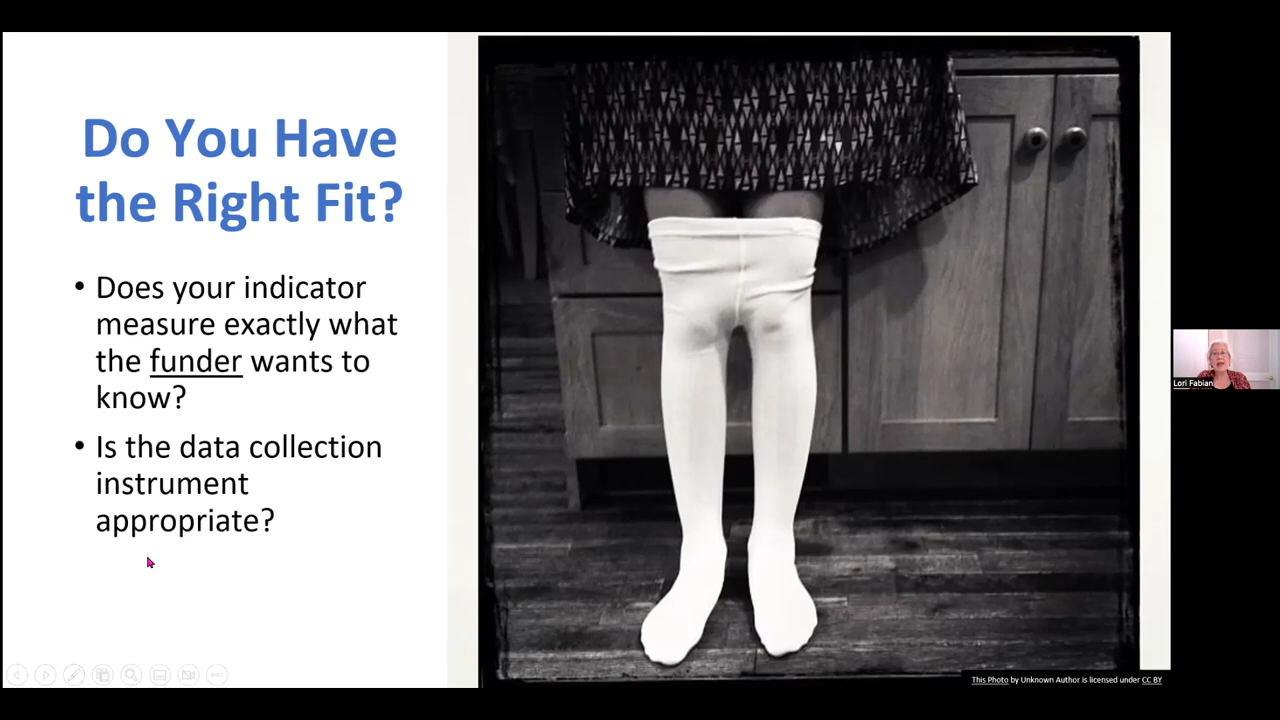 Do You Have
the Right Fit?
• Does your indicator
measure exactly what
the funder wants to
know?
• Is the data collection
instrument
appropriate?
Lori Fabian
This Photo by Unknown Author is licensed under CC BY